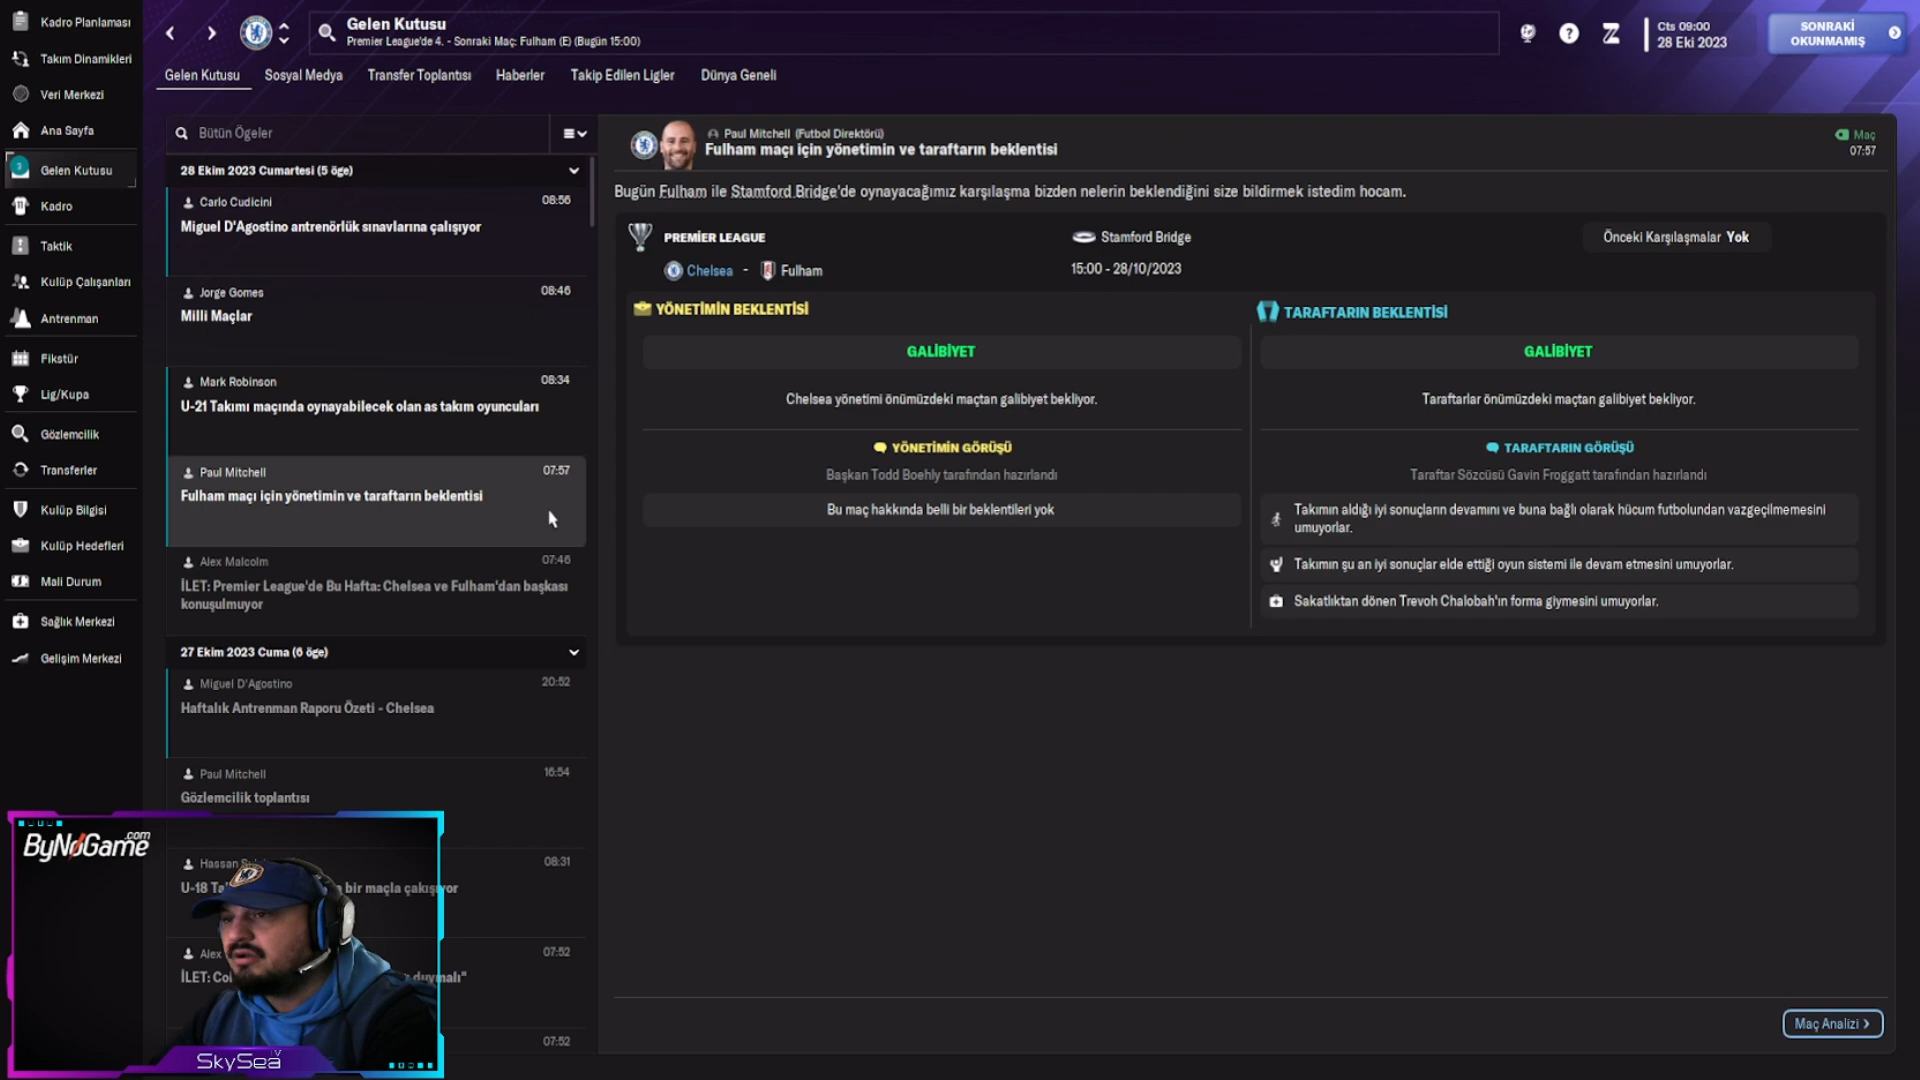 Kadro Planlaması
Takım Dinamikleri
Veri Merkezi
Ana Sayfa
Gelen Kutusu
Kadro
Taktik
Kulüp Çalışanları
Antrenman
Fikstür
Lig/Kupa
Gözlemcilik
Transferler
Kulüp Bilgisi
Kulüp Hedefleri
Mali Durum
Sağlık Merkezi
Gelişim Merkezi
Gelen Kutusu
Premier League'de 4. - Sonraki Maç: Fulham (E) (Bugün 15:00)
Cts 09:00
28 Eki 2023
SONRAKİ
OKUNMAMIŞ
Gelen Kutusu Sosyal Medya Transfer Toplantısı Haberler Takip Edilen Ligler Dünya Geneli
Bütün Ögeler
28 Ekim 2023 Cumartesi (5 öge)
Carlo Cudicini 08:56
Miguel D'Agostino antrenörlük sınavlarına çalışıyor
Jorge Gomes 08:46
Milli Maçlar
Mark Robinson 08:34
U-21 Takımı maçında oynayabilecek olan as takım oyuncuları
Paul Mitchell 07:57
Fulham maçı için yönetimin ve taraftarın beklentisi
Alex Malcolm 07:46
İLET: Premier League'de Bu Hafta: Chelsea ve Fulham'dan başkası
konuşulmuyor
27 Ekim 2023 Cuma (6 öge)
Miguel D'Agostino 20:52
Haftalık Antrenman Raporu Özeti - Chelsea
Paul Mitchell 16:54
Gözlemcilik toplantısı
Hassan 08:31
U-18 bir maçla çakışıyor
Alex 07:52
İLET: duymalı"
07:52
Paul Mitchell (Futbol Direktörü)
Fulham maçı için yönetimin ve taraftarın beklentisi
Maç
07:57
Bugün Fulham ile Stamford Bridge'de oynayacağımız karşılaşma bizden nelerin beklendiğini size bildirmek istedim hocam.
PREMİER LEAGUE
Chelsea - Fulham
Stamford Bridge
15:00 - 28/10/2023
Önceki Karşılaşmalar Yok
YÖNETİMİN BEKLENTİSİ
GALİBİYET
Chelsea yönetimi önümüzdeki maçtan galibiyet bekliyor.
YÖNETİMİN GÖRÜŞÜ
Başkan Todd Boehly tarafından hazırlandı
Bu maç hakkında belli bir beklentileri yok
TARAFTARIN BEKLENTİSİ
GALİBİYET
Taraftarlar önümüzdeki maçtan galibiyet bekliyor.
TARAFTARIN GÖRÜŞÜ
Taraftar Sözcüsü Gavin Froggatt tarafından hazırlandı
Takımın aldığı iyi sonuçların devamını ve buna bağlı olarak hücum futbolundan vazgeçilmemesini
umuyorlar.
Takımın şu an iyi sonuçlar elde ettiği oyun sistemi ile devam etmesini umuyorlar.
Sakatlıktan dönen Trevoh Chalobah'ın forma giymesini umuyorlar.
Maç Analizi
ByNoGame.com
SkySea TV